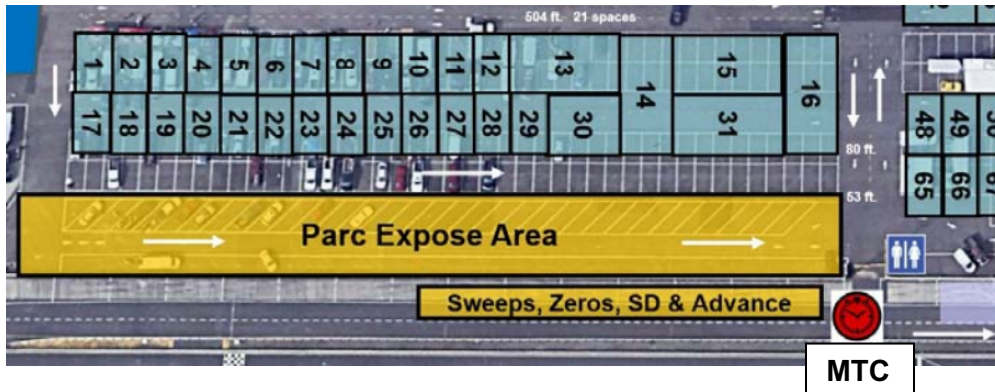 504 ft. 21 spaces
1 2 3 4 5 6 7 8 9 10 11 12 13 14 15 16
17 18 19 20 21 22 23 24 25 26 27 28 29 30 31
48 49
80 ft.
65 66 67
53 ft.
Parc Expose Area
Sweeps, Zeros, SD & Advance
MTC